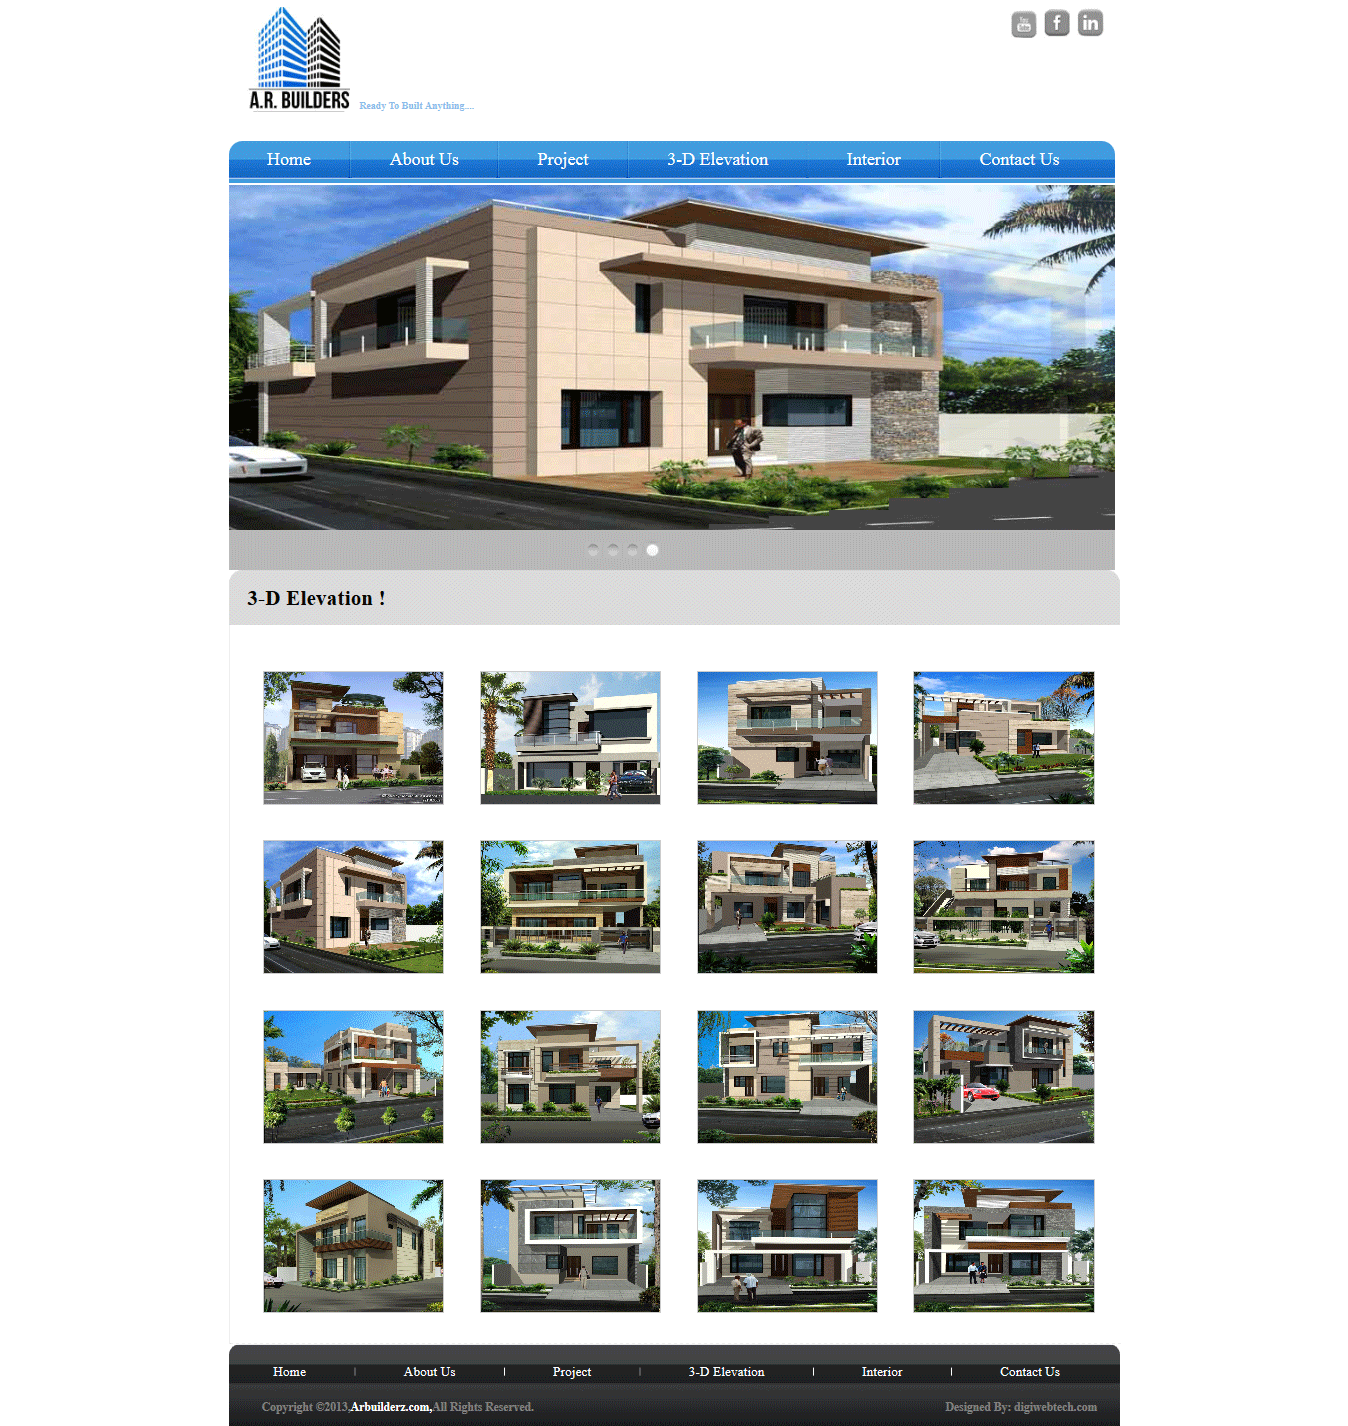 A.R. BUILDERS
Ready To Built Anything....
You Tube
f
in
Home
About Us
Project
3-D Elevation
Interior
Contact Us
3-D Elevation !
Home | About Us | Project | 3-D Elevation | Interior | Contact Us
Copyright ©2013,Arbuilderz.com,All Rights Reserved.
Designed By: digiwebtech.com